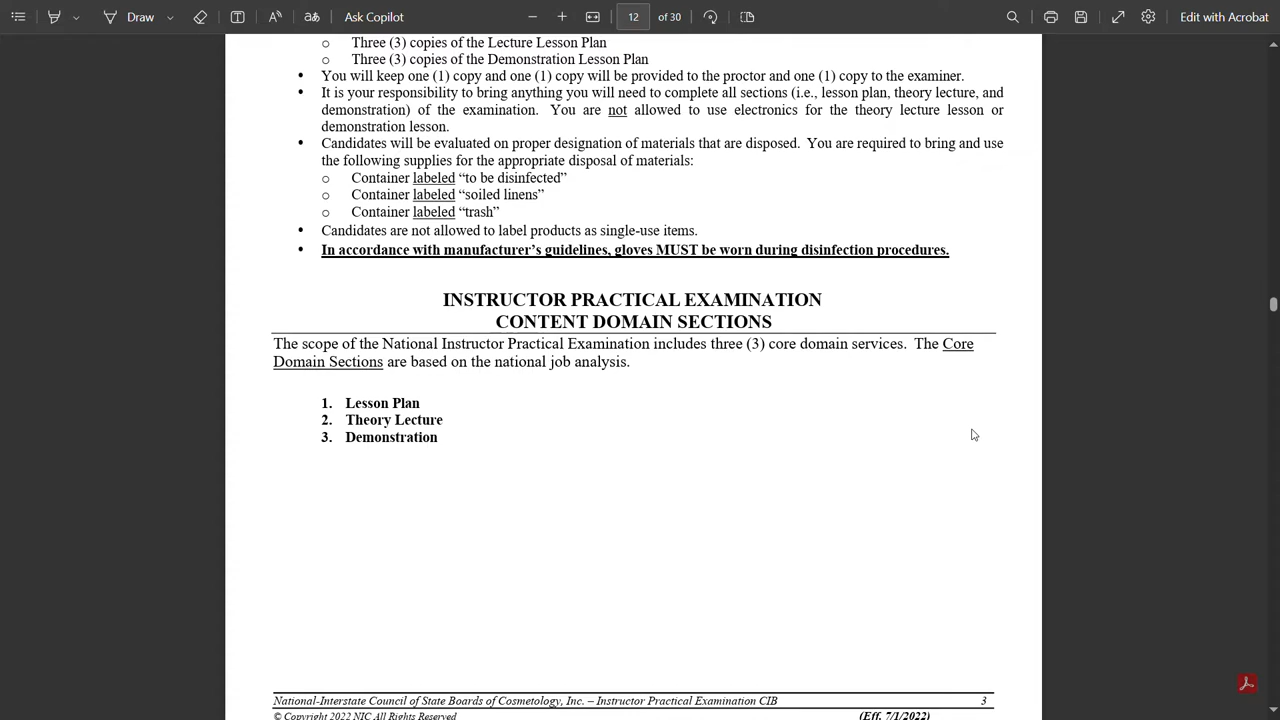 Draw
Ask Copilot
12 of 30
Edit with Acrobat
o Three (3) copies of the Lecture Lesson Plan
o Three (3) copies of the Demonstration Lesson Plan
• You will keep one (1) copy and one (1) copy will be provided to the proctor and one (1) copy to the examiner.
• It is your responsibility to bring anything you will need to complete all sections (i.e., lesson plan, theory lecture, and
demonstration) of the examination. You are not allowed to use electronics for the theory lecture lesson or
demonstration lesson.
• Candidates will be evaluated on proper designation of materials that are disposed. You are required to bring and use
the following supplies for the appropriate disposal of materials:
o Container labeled “to be disinfected”
o Container labeled “soiled linens”
o Container labeled “trash”
• Candidates are not allowed to label products as single-use items.
• In accordance with manufacturer’s guidelines, gloves MUST be worn during disinfection procedures.
INSTRUCTOR PRACTICAL EXAMINATION
CONTENT DOMAIN SECTIONS
The scope of the National Instructor Practical Examination includes three (3) core domain services. The Core
Domain Sections are based on the national job analysis.
1. Lesson Plan
2. Theory Lecture
3. Demonstration
National-Interstate Council of State Boards of Cosmetology, Inc. – Instructor Practical Examination CIB 3
© Copyright 2022 NIC All Rights Reserved (Eff. 7/1/2022)